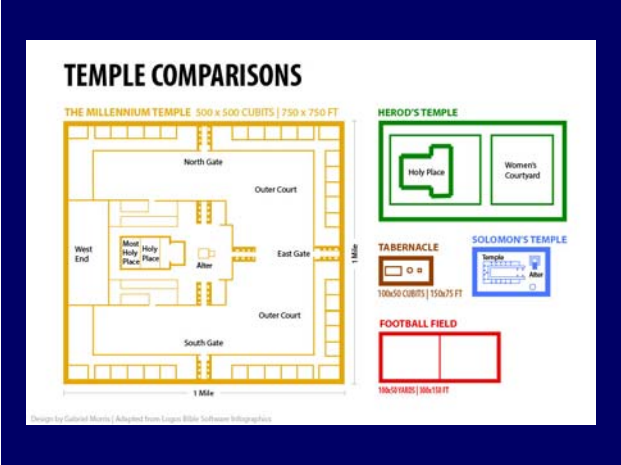 TEMPLE COMPARISONS
THE MILLENNIUM TEMPLE 500 x 500 CUBITS | 750 x 750 FT
North Gate
Outer Court
West
End
Most
Holy
Place
Holy
Place
Alter
East Gate
1 Mile
Outer Court
South Gate
1 Mile
HEROD'S TEMPLE
Holy Place
Women's
Courtyard
TABERNACLE
100x50 CUBITS | 150x75 FT
SOLOMON'S TEMPLE
Temple
Alter
FOOTBALL FIELD
100x50 YARDS | 300x150 FT
Design by Gabriel Morris | Adapted from Logos Bible Software Infographics